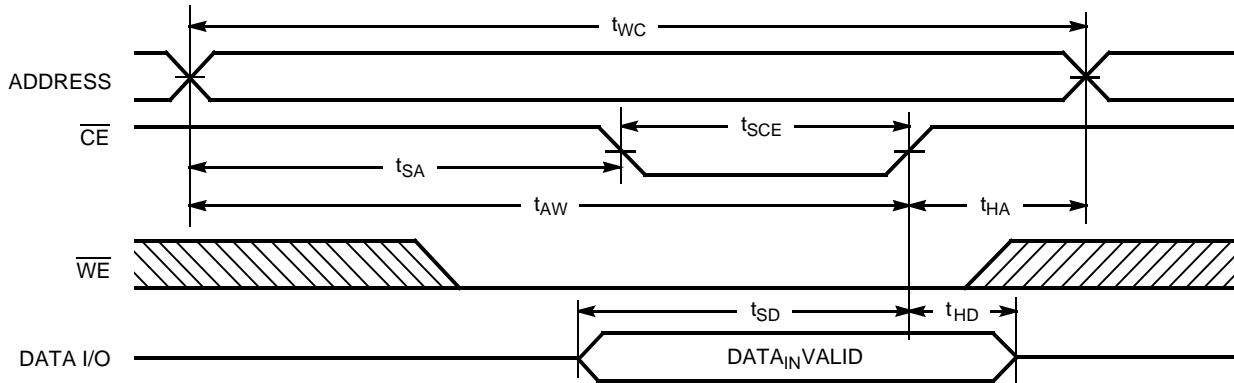 tWC
ADDRESS
CE
tSCE
tSA
tAW
tHA
WE
tSD
tHD
DATA I/O
DATAINVALID